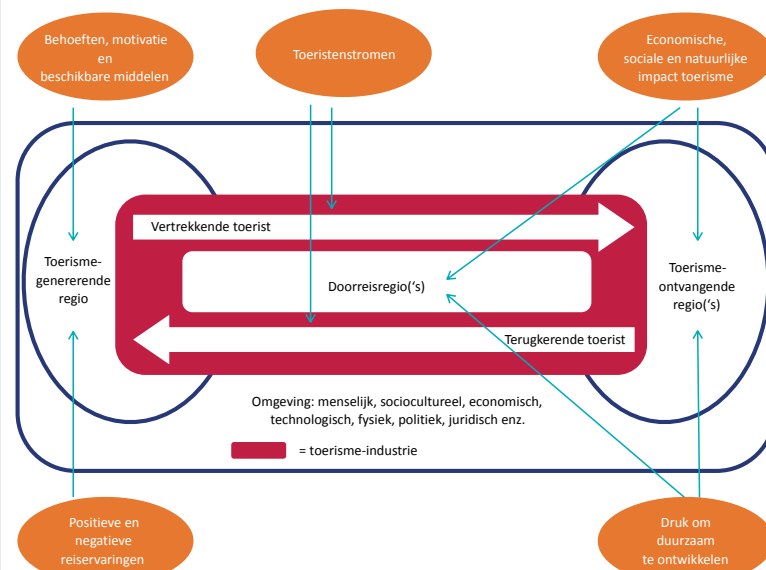 Behoeften, motivatie
en
beschikbare middelen
Toeristenstromen
Economische,
sociale en natuurlijke
impact toerisme
Vertrekkende toerist
Toerisme-
genererende
regio
Doorreisregio('s)
Toerisme-
ontvangende
regio('s)
Terugkerende toerist
Omgeving: menselijk, sociocultureel, economisch,
technologisch, fysiek, politiek, juridisch enz.
= toerisme-industrie
Positieve en
negatieve
reiservaringen
Druk om
duurzaam
te ontwikkelen